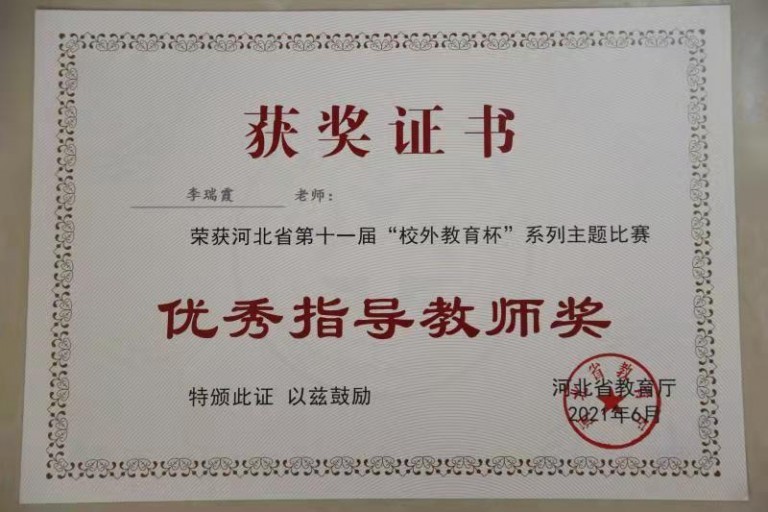 获奖证书
李瑞霞 老师：
荣获河北省第十一届“校外教育杯”系列主题比赛
优秀指导教师奖
特颁此证 以兹鼓励
河北省教育厅
2021年6月